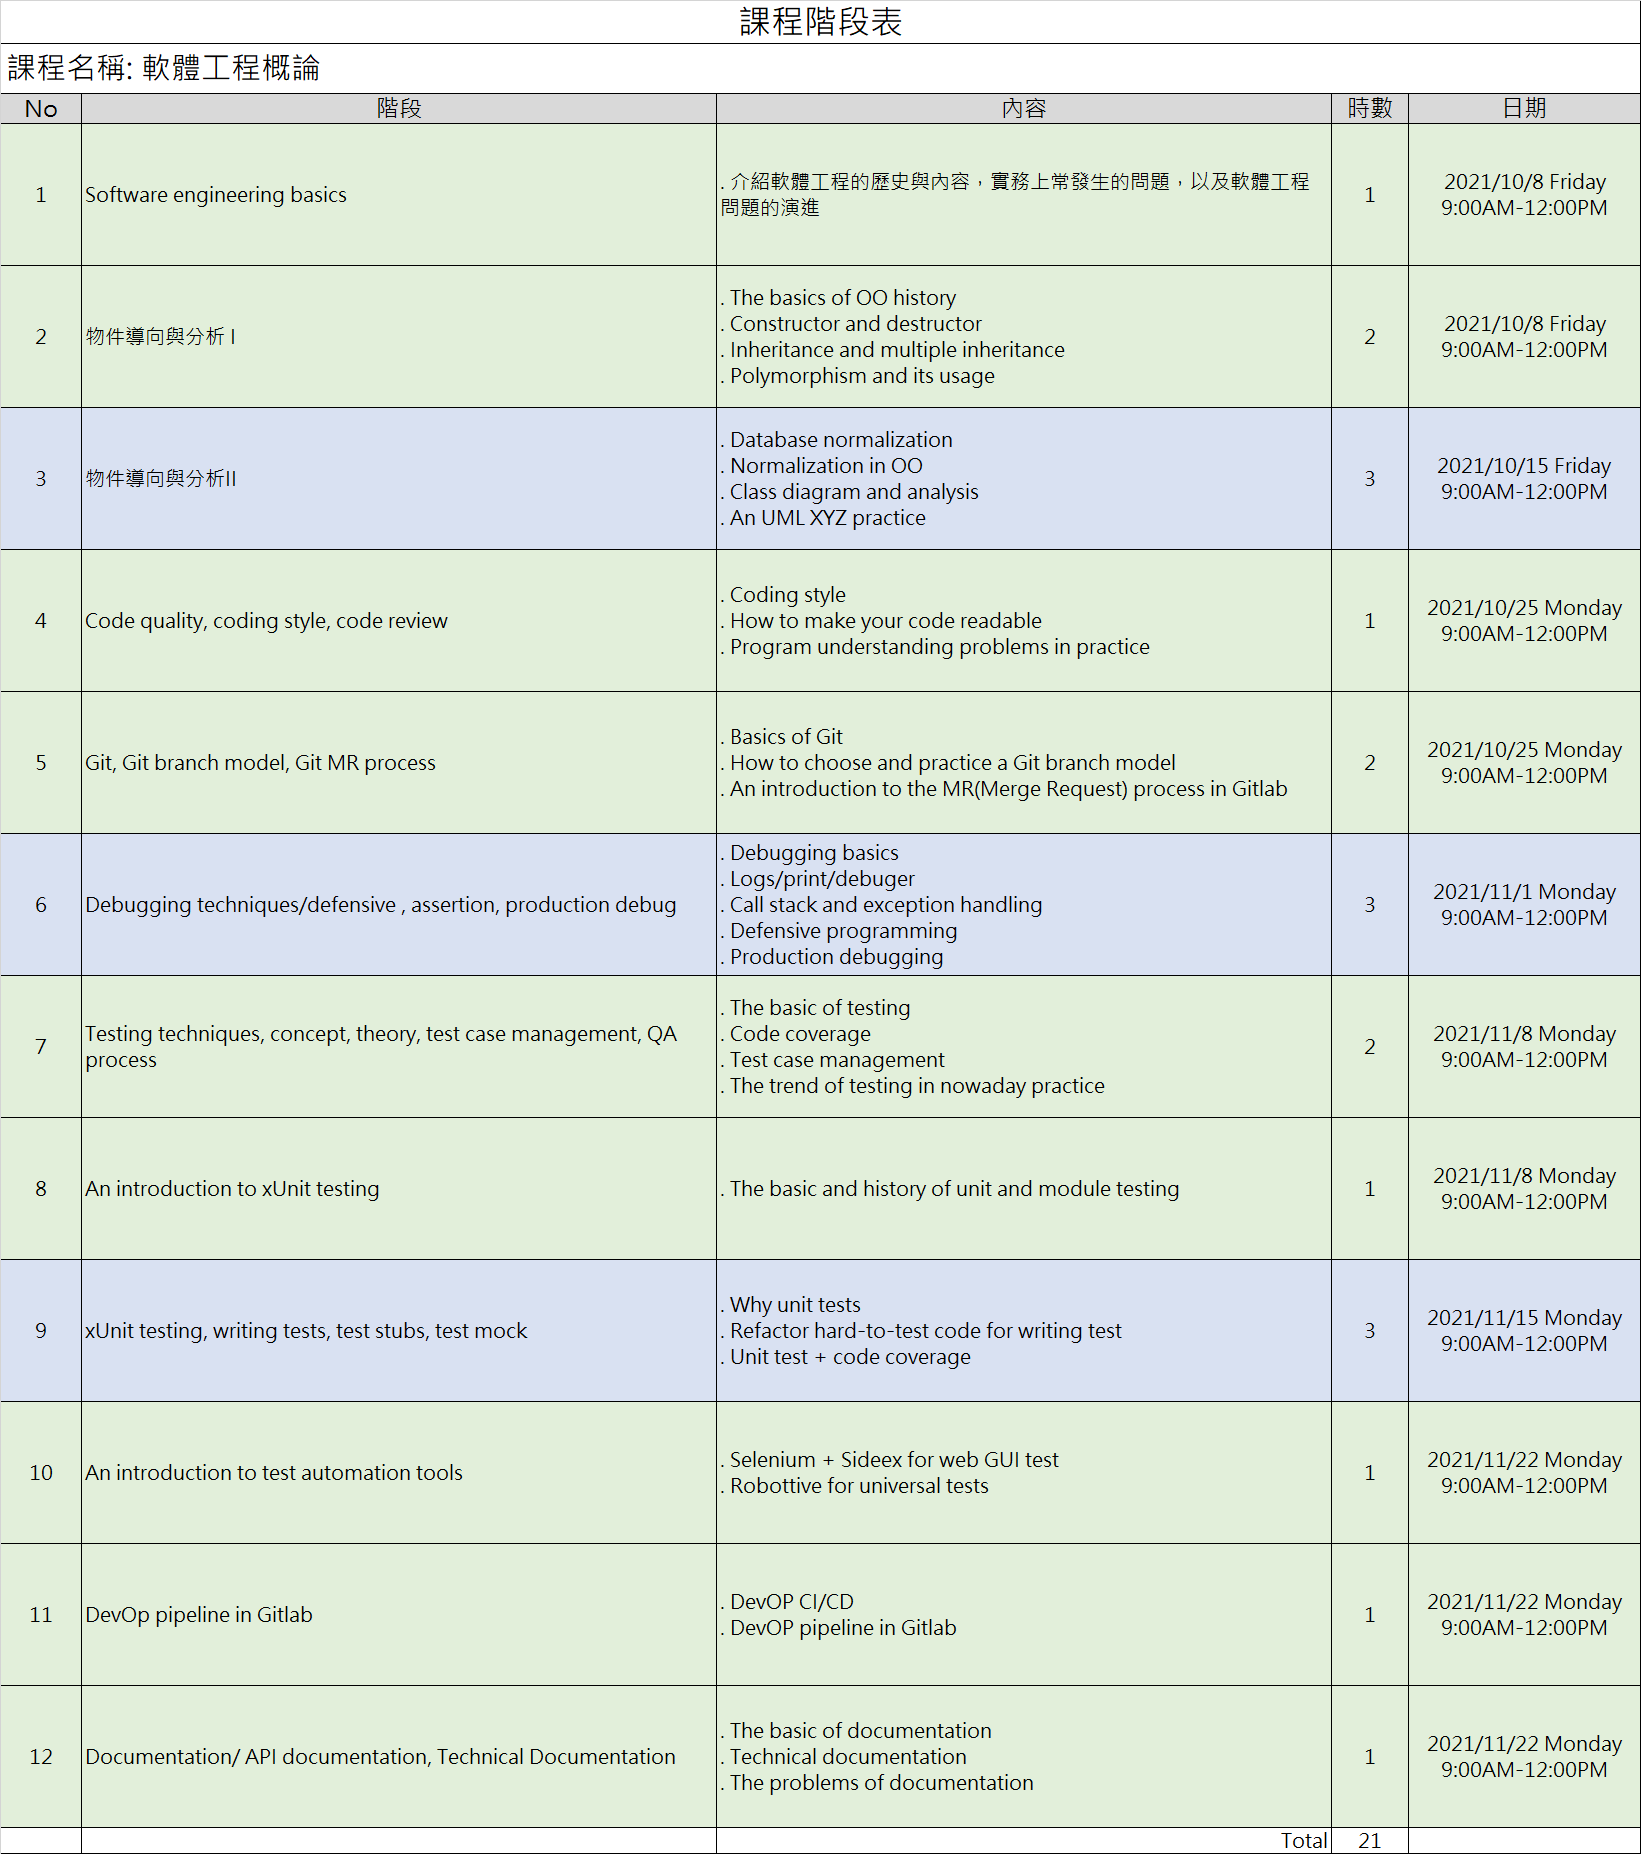 課程階段表
課程名稱: 軟體工程概論
No 階段 內容 時數 日期
1 Software engineering basics
. 介紹軟體工程的歷史與內容，實務上常發生的問題，以及軟體工程
問題的演進
1
2021/10/8 Friday
9:00AM-12:00PM
2 物件導向與分析 I
. The basics of OO history
. Constructor and destructor
. Inheritance and multiple inheritance
. Polymorphism and its usage
2
2021/10/8 Friday
9:00AM-12:00PM
3 物件導向與分析II
. Database normalization
. Normalization in OO
. Class diagram and analysis
. An UML XYZ practice
3
2021/10/15 Friday
9:00AM-12:00PM
4 Code quality, coding style, code review
. Coding style
. How to make your code readable
. Program understanding problems in practice
1
2021/10/25 Monday
9:00AM-12:00PM
5 Git, Git branch model, Git MR process
. Basics of Git
. How to choose and practice a Git branch model
. An introduction to the MR(Merge Request) process in Gitlab
2
2021/10/25 Monday
9:00AM-12:00PM
6 Debugging techniques/defensive , assertion, production debug
. Debugging basics
. Logs/print/debuger
. Call stack and exception handling
. Defensive programming
. Production debugging
3
2021/11/1 Monday
9:00AM-12:00PM
7 Testing techniques, concept, theory, test case management, QA
process
. The basic of testing
. Code coverage
. Test case management
. The trend of testing in nowaday practice
2
2021/11/8 Monday
9:00AM-12:00PM
8 An introduction to xUnit testing
. The basic and history of unit and module testing
1
2021/11/8 Monday
9:00AM-12:00PM
9 xUnit testing, writing tests, test stubs, test mock
. Why unit tests
. Refactor hard-to-test code for writing test
. Unit test + code coverage
3
2021/11/15 Monday
9:00AM-12:00PM
10 An introduction to test automation tools
. Selenium + Sideex for web GUI test
. Robottive for universal tests
1
2021/11/22 Monday
9:00AM-12:00PM
11 DevOp pipeline in Gitlab
. DevOP CI/CD
. DevOP pipeline in Gitlab
1
2021/11/22 Monday
9:00AM-12:00PM
12 Documentation/ API documentation, Technical Documentation
. The basic of documentation
. Technical documentation
. The problems of documentation
1
2021/11/22 Monday
9:00AM-12:00PM
Total 21